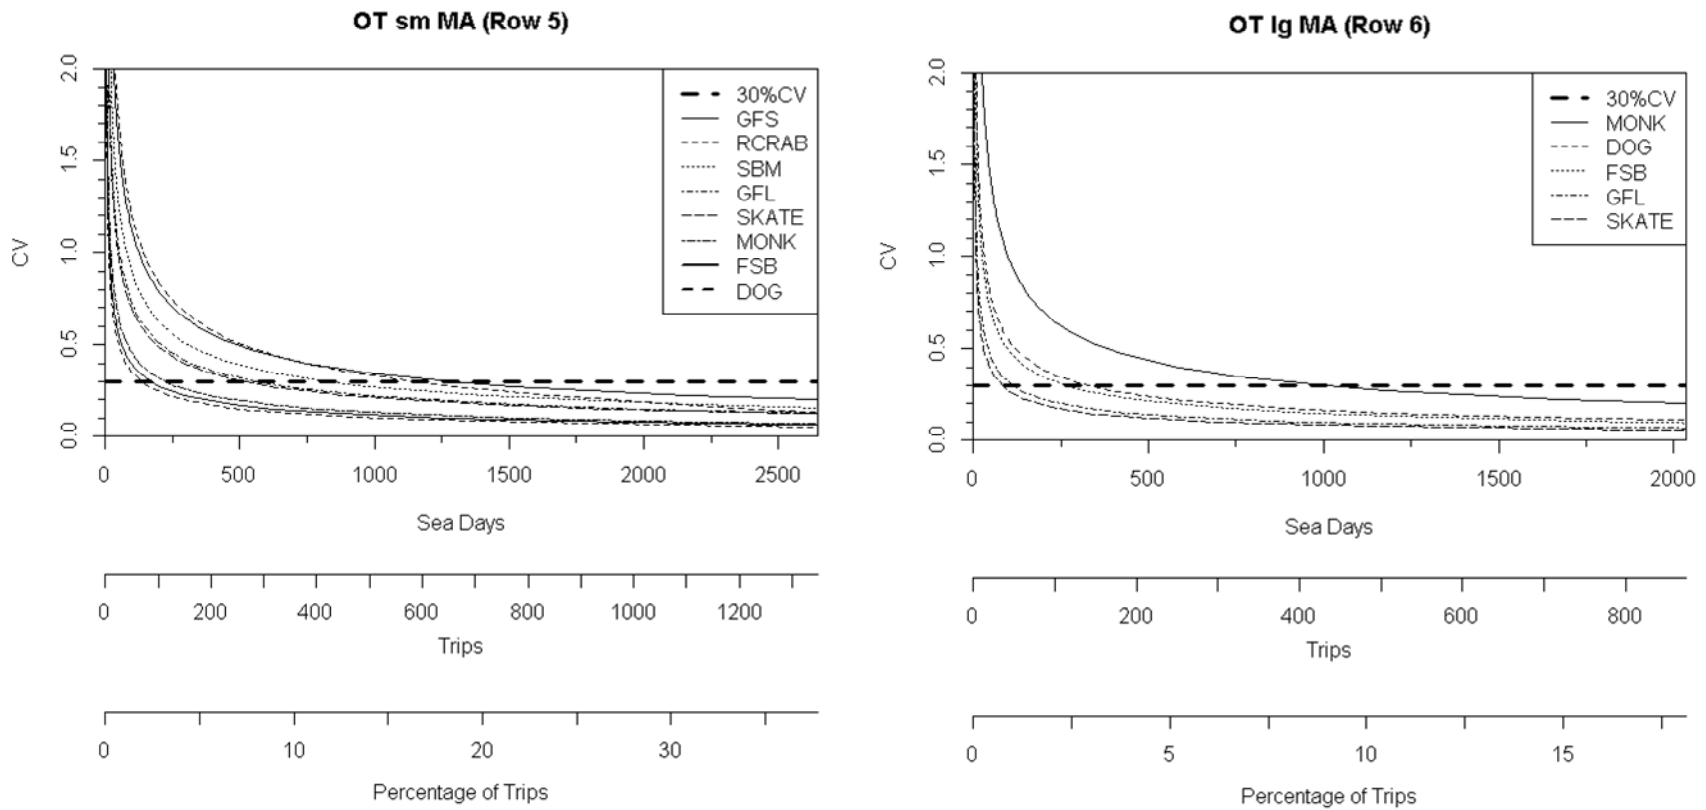 OT sm MA (Row 5)
2.0
1.5
1.0
0.5
0.0
CV
30%CV
GFS
RCRAB
SBM
GFL
SKATE
MONK
FSB
DOG
0 500 1000 1500 2000 2500
Sea Days
0 200 400 600 800 1000 1200
Trips
0 10 20 30
Percentage of Trips
OT lg MA (Row 6)
2.0
1.5
1.0
0.5
0.0
CV
30%CV
MONK
DOG
FSB
GFL
SKATE
0 500 1000 1500 2000
Sea Days
0 200 400 600 800
Trips
0 5 10 15
Percentage of Trips